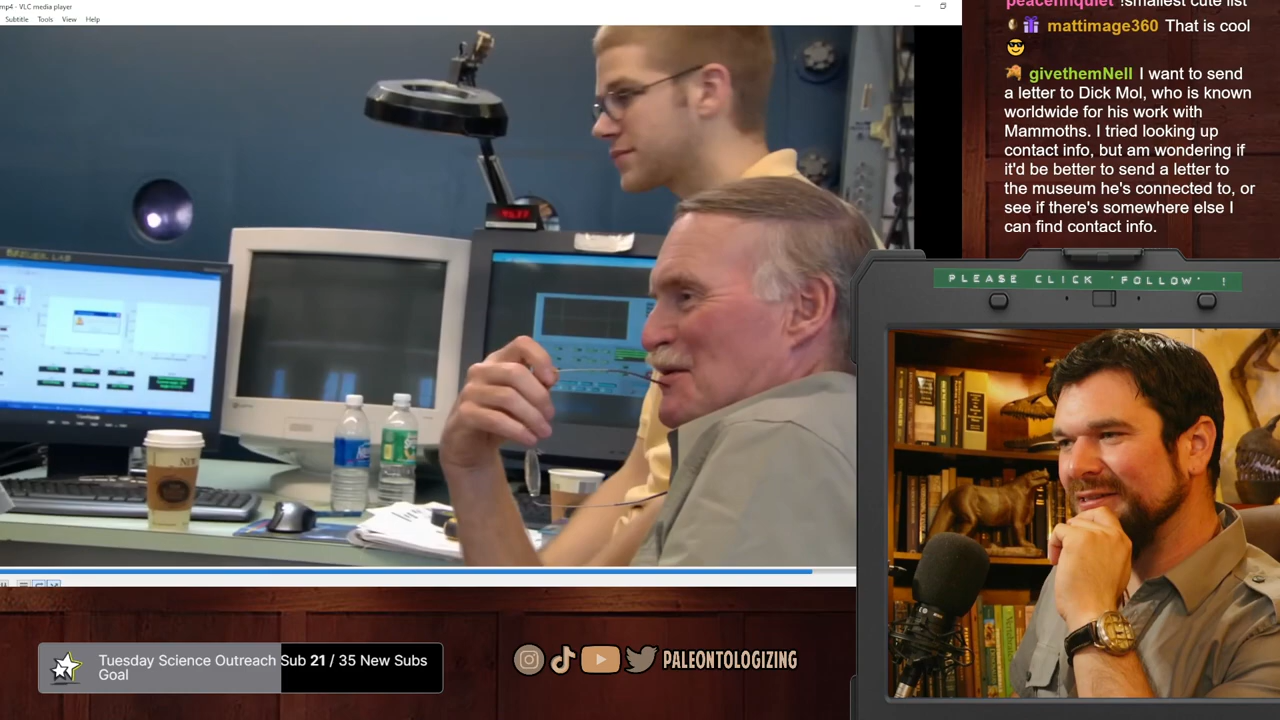 mp4 - VLC media player
Subtitle Tools View Help
peacennquiet !smallest cute list
mattimage360 That is cool
givethemNell I want to send
a letter to Dick Mol, who is known
worldwide for his work with
Mammoths. I tried looking up
contact info, but am wondering if
it'd be better to send a letter to
the museum he's connected to, or
see if there's somewhere else I
can find contact info.
PLEASE CLICK 'FOLLOW' !
Tuesday Science Outreach Sub 21 / 35 New Subs
Goal
PALEONTOLOGIZING